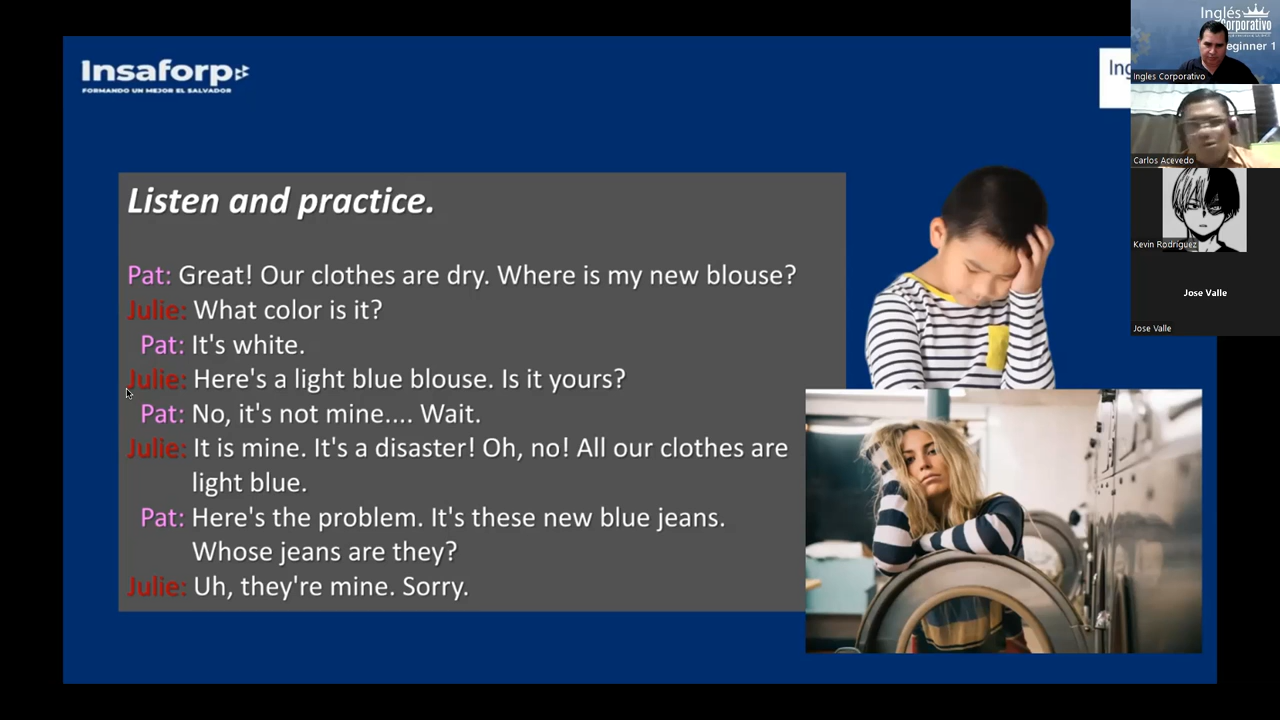 Insaforp
FORMANDO UN MEJOR EL SALVADOR
Listen and practice.
Pat: Great! Our clothes are dry. Where is my new blouse?
Julie: What color is it?
Pat: It's white.
Julie: Here's a light blue blouse. Is it yours?
Pat: No, it's not mine.... Wait.
Julie: It is mine. It's a disaster! Oh, no! All our clothes are
light blue.
Pat: Here's the problem. It's these new blue jeans.
Whose jeans are they?
Julie: Uh, they're mine. Sorry.
Ing
Inglés
Corporativo
eginner 1
Ingles Corporativo
Carlos Acevedo
Kevin Rodríguez
Jose Valle
Jose Valle